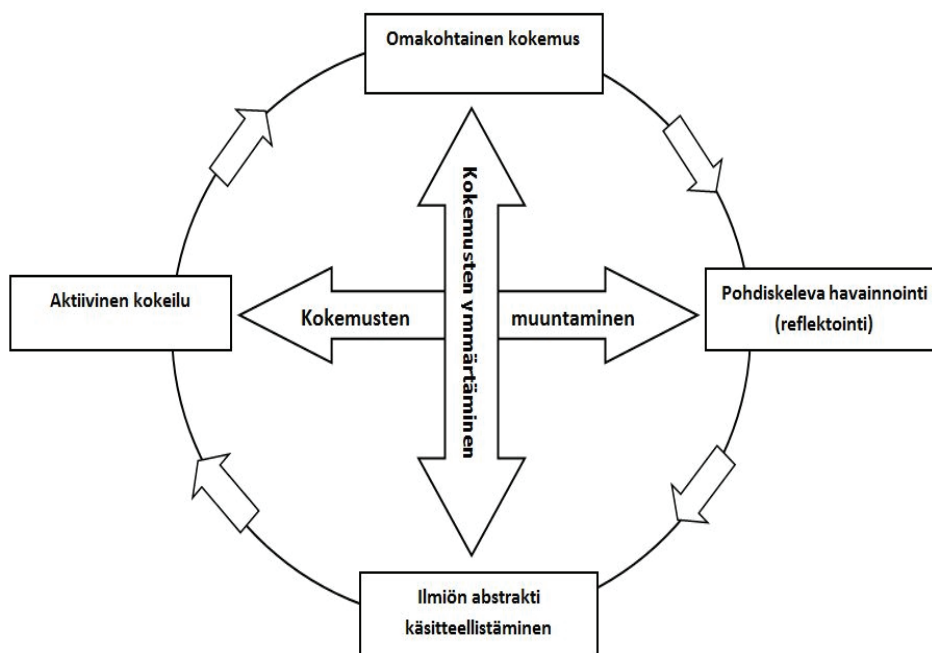 Omakohtainen kokemus
Kokemusten ymmärtäminen
Aktiivinen kokeilu
Kokemusten muuntaminen
Pohdiskeleva havainnointi
(reflektointi)
Ilmiön abstrakti
käsitteellistäminen